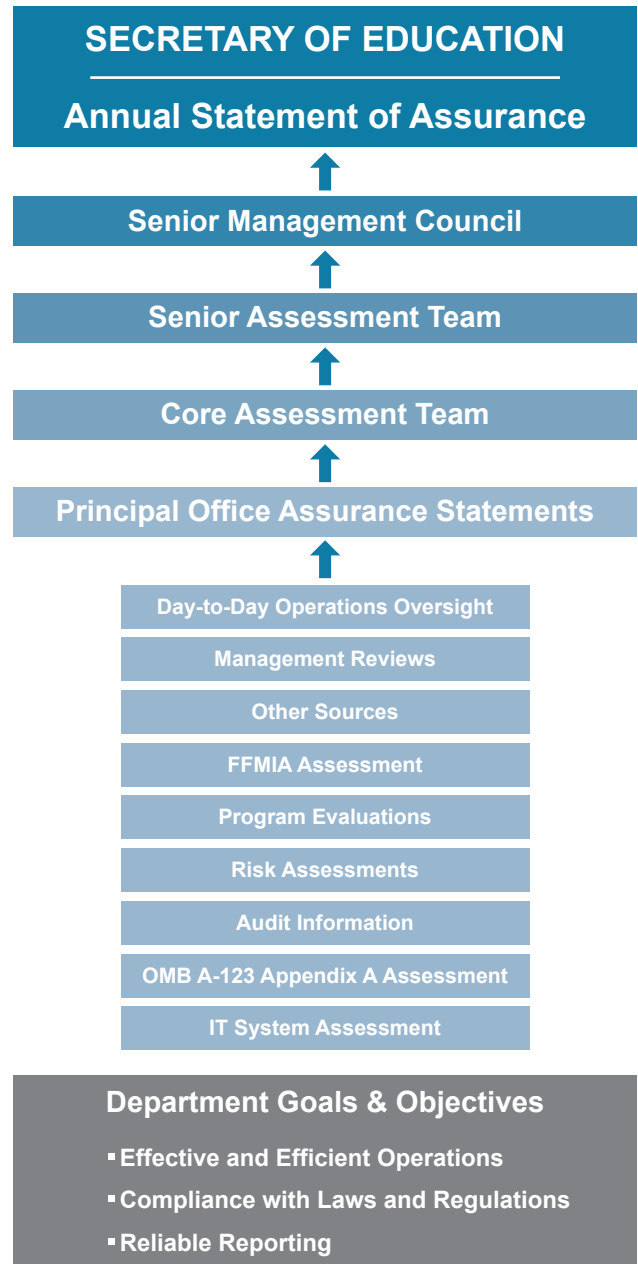 SECRETARY OF EDUCATION
Annual Statement of Assurance
Senior Management Council
Senior Assessment Team
Core Assessment Team
Principal Office Assurance Statements
Day-to-Day Operations Oversight
Management Reviews
Other Sources
FFMIA Assessment
Program Evaluations
Risk Assessments
Audit Information
OMB A-123 Appendix A Assessment
IT System Assessment
Department Goals & Objectives
▪ Effective and Efficient Operations
▪ Compliance with Laws and Regulations
▪ Reliable Reporting